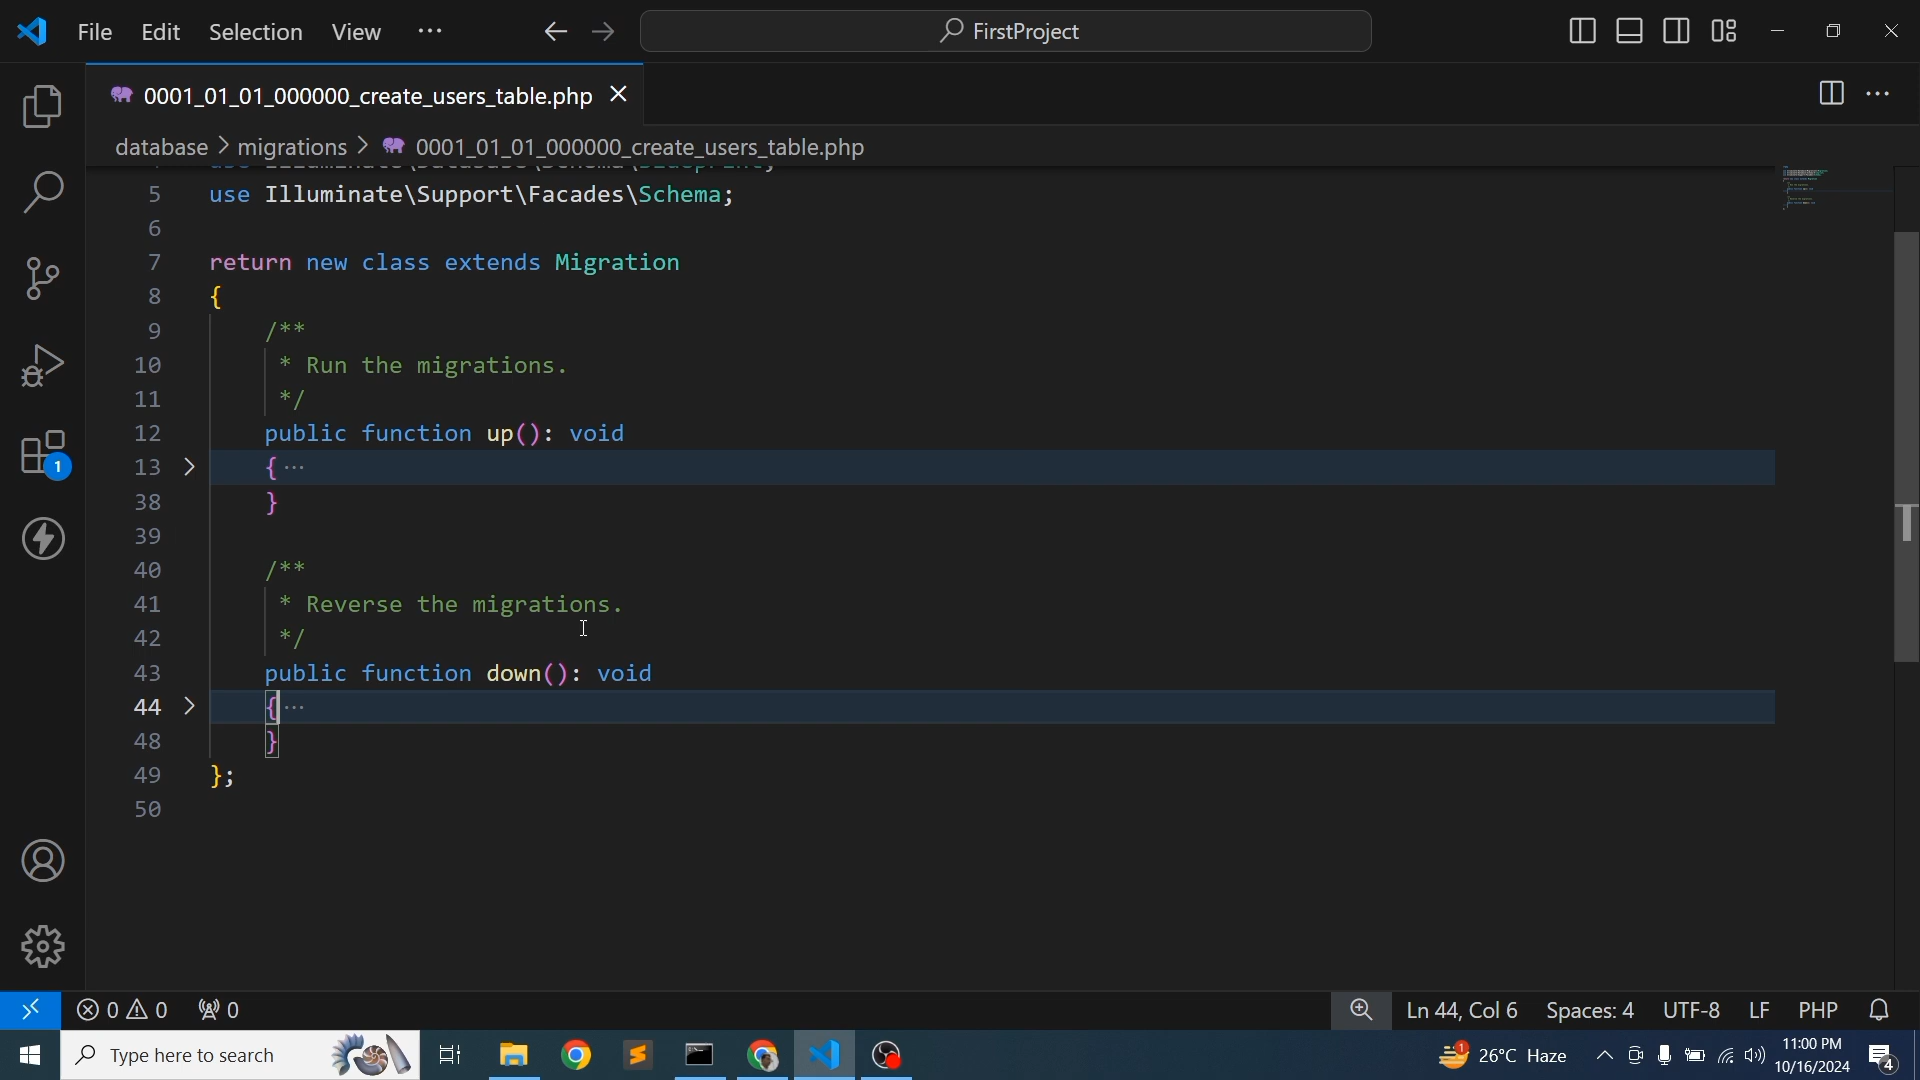 File Edit Selection View ··· FirstProject
0001_01_01_000000_create_users_table.php
database > migrations > 0001_01_01_000000_create_users_table.php
5 use Illuminate\Support\Facades\Schema;
6
7 return new class extends Migration
8 {
9 /**
10 * Run the migrations.
11 */
12 public function up(): void
13 { ···
38 }
39
40 /**
41 * Reverse the migrations.
42 */
43 public function down(): void
44 { ···
48 }
49 };
50
1
0 0 0 Ln 44, Col 6 Spaces: 4 UTF-8 LF PHP
Type here to search 1 26°C Haze 11:00 PM
10/16/2024 4